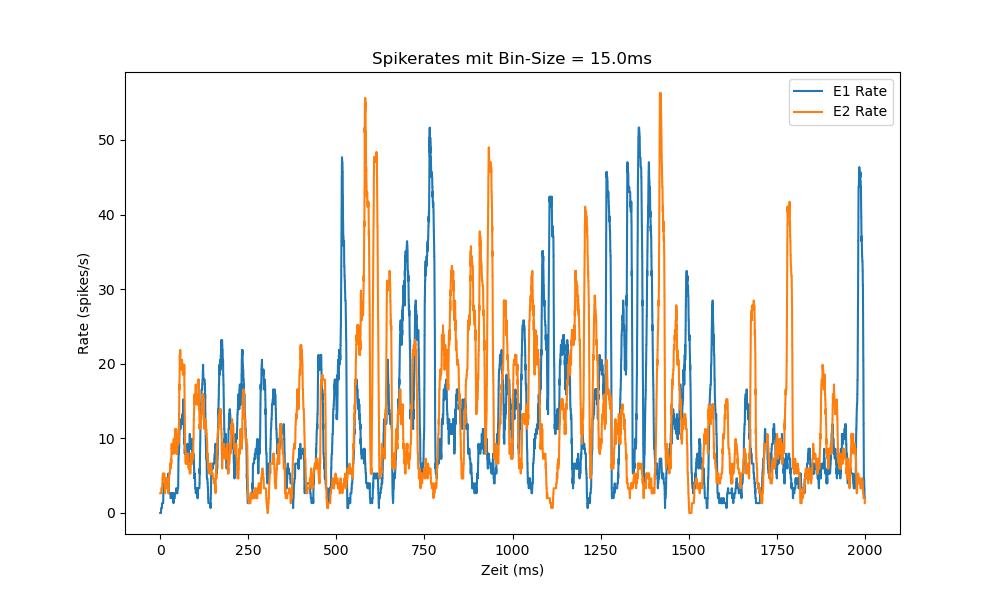 Spikerates mit Bin-Size = 15.0ms
E1 Rate
E2 Rate
Rate (spikes/s)
50
40
30
20
10
0
0 250 500 750 1000 1250 1500 1750 2000
Zeit (ms)